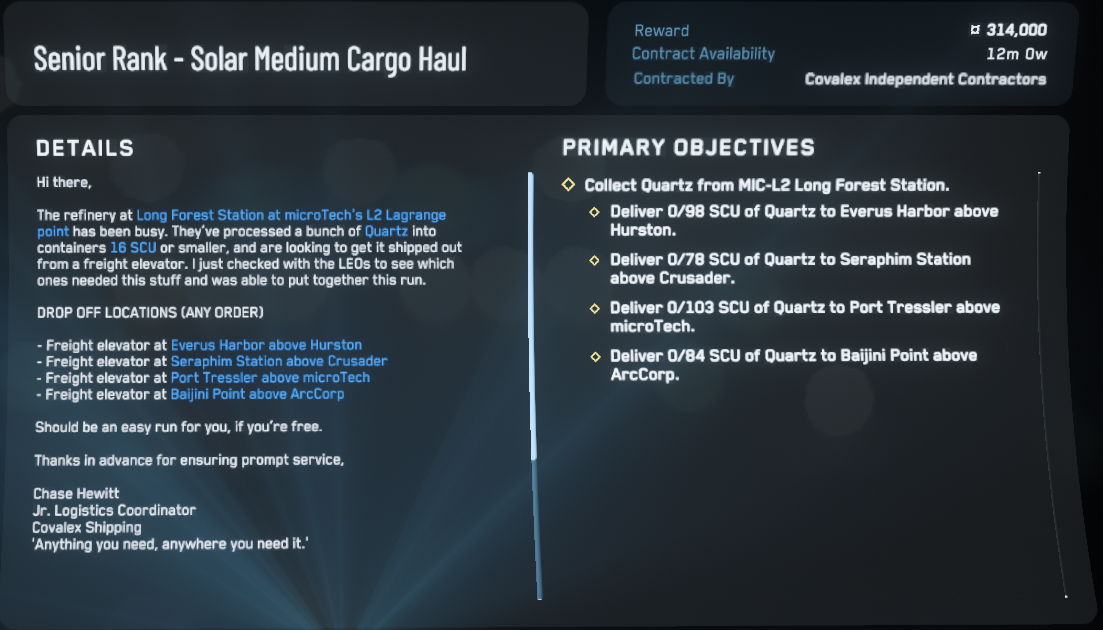 Senior Rank - Solar Medium Cargo Haul
Reward ¤ 314,000
Contract Availability 12m 0w
Contracted By Covalex Independent Contractors
DETAILS
Hi there,
The refinery at Long Forest Station at microTech's L2 Lagrange
point has been busy. They've processed a bunch of Quartz into
containers 16 SCU or smaller, and are looking to get it shipped out
from a freight elevator. I just checked with the LEOs to see which
ones needed this stuff and was able to put together this run.
DROP OFF LOCATIONS (ANY ORDER)
- Freight elevator at Everus Harbor above Hurston
- Freight elevator at Seraphim Station above Crusader
- Freight elevator at Port Tressler above microTech
- Freight elevator at Baijini Point above ArcCorp
Should be an easy run for you, if you're free.
Thanks in advance for ensuring prompt service,
Chase Hewitt
Jr. Logistics Coordinator
Covalex Shipping
'Anything you need, anywhere you need it.'
PRIMARY OBJECTIVES
Collect Quartz from MIC-L2 Long Forest Station.
Deliver 0/98 SCU of Quartz to Everus Harbor above
Hurston.
Deliver 0/78 SCU of Quartz to Seraphim Station
above Crusader.
Deliver 0/103 SCU of Quartz to Port Tressler above
microTech.
Deliver 0/84 SCU of Quartz to Baijini Point above
ArcCorp.